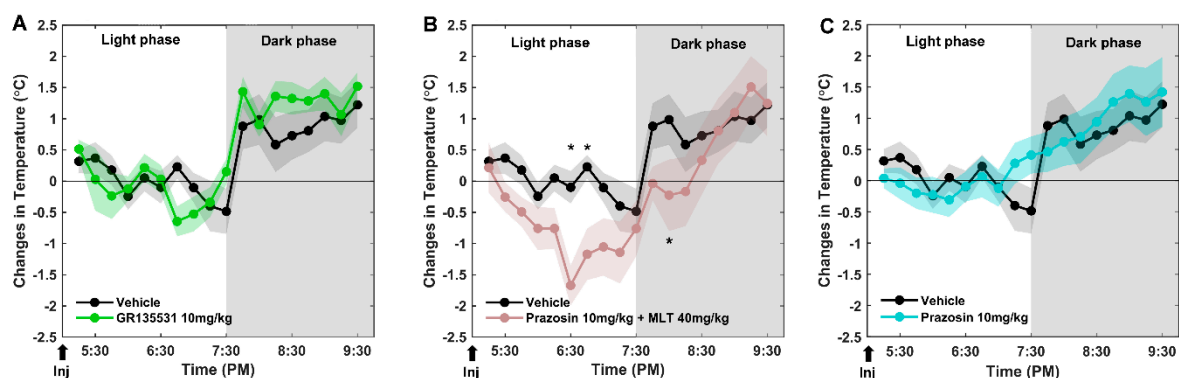 A
Light phase
Dark phase
Changes in Temperature (°C)
2.5
2
1.5
1
0.5
0
-0.5
-1
-1.5
-2
-2.5
Vehicle
GR135531 10mg/kg
5:30 6:30 7:30 8:30 9:30
Inj
Time (PM)
B
Light phase
Dark phase
Changes in Temperature (°C)
2.5
2
1.5
1
0.5
0
-0.5
-1
-1.5
-2
-2.5
* *
*
Vehicle
Prazosin 10mg/kg + MLT 40mg/kg
5:30 6:30 7:30 8:30 9:30
Inj
Time (PM)
C
Light phase
Dark phase
Changes in Temperature (°C)
2.5
2
1.5
1
0.5
0
-0.5
-1
-1.5
-2
-2.5
Vehicle
Prazosin 10mg/kg
5:30 6:30 7:30 8:30 9:30
Inj
Time (PM)